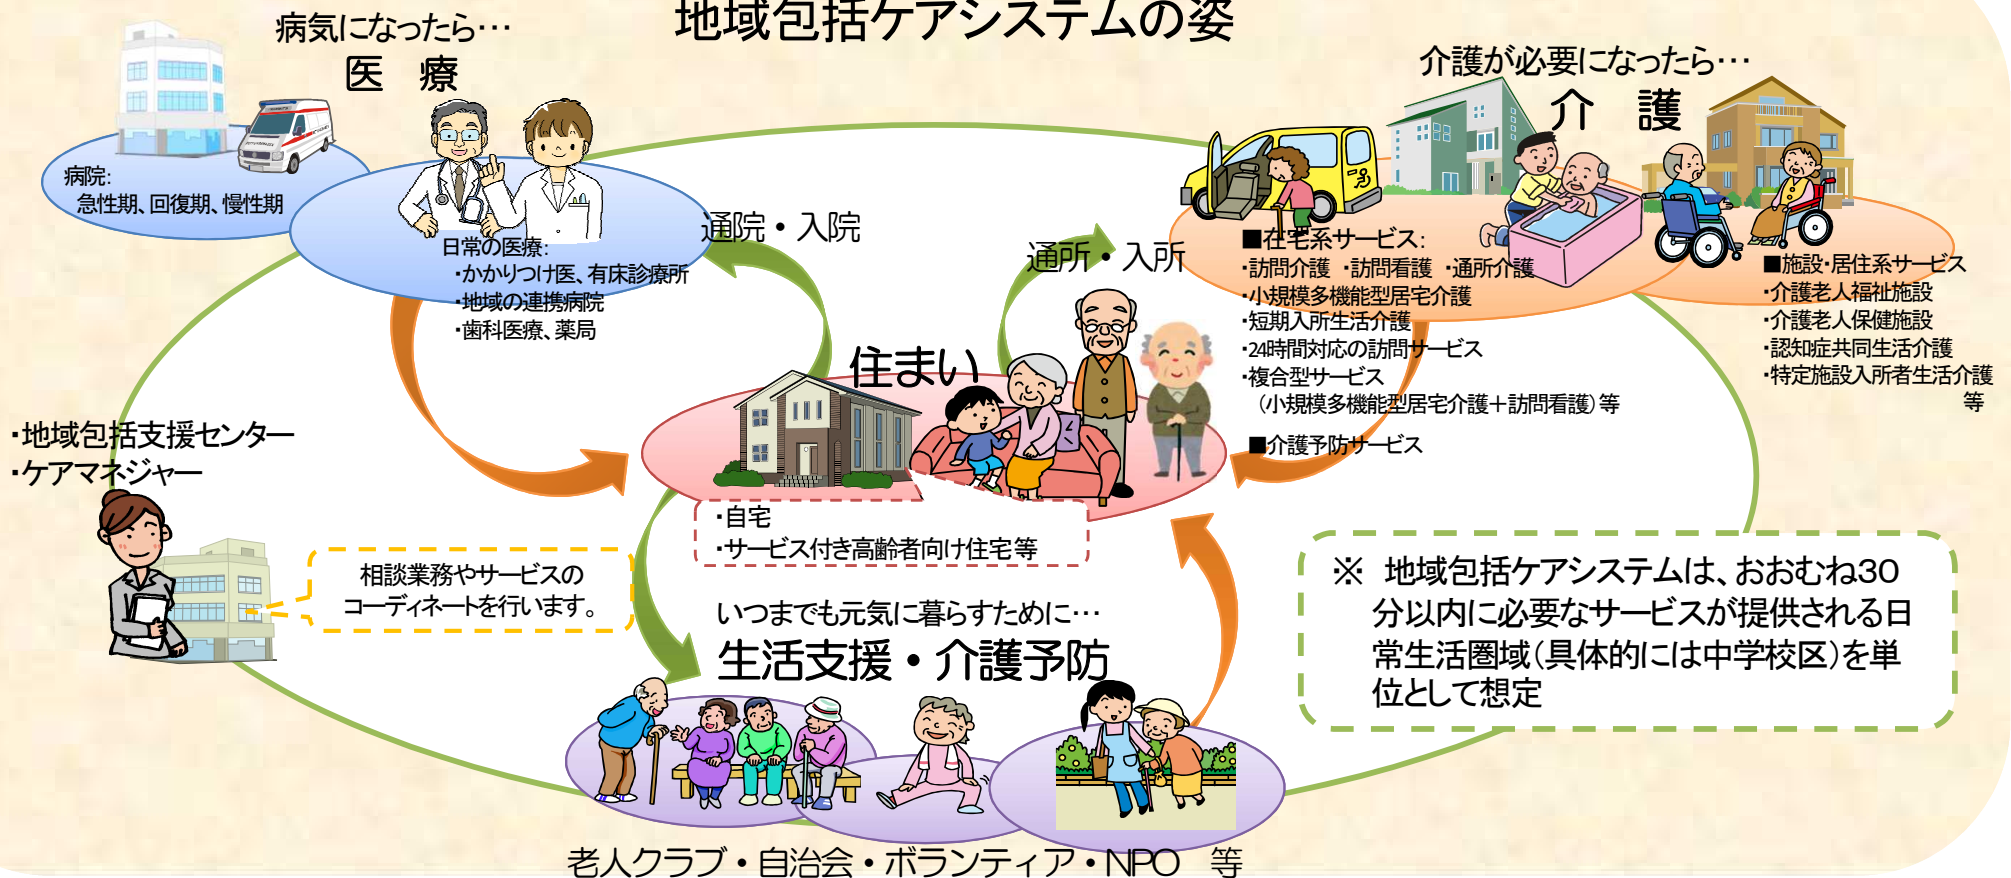 地域包括ケアシステムの姿
病気になったら…
医 療
病院:
急性期、回復期、慢性期
日常の医療:
・かかりつけ医、有床診療所
・地域の連携病院
・歯科医療、薬局
通院・入院
通所・入所
介護が必要になったら…
介 護
■在宅系サービス:
・訪問介護 ・訪問看護 ・通所介護
・小規模多機能型居宅介護
・短期入所生活介護
・24時間対応の訪問サービス
・複合型サービス
(小規模多機能型居宅介護+訪問看護)等
■介護予防サービス
■施設・居住系サービス
・介護老人福祉施設
・介護老人保健施設
・認知症共同生活介護
・特定施設入所者生活介護
等
住まい
・自宅
・サービス付き高齢者向け住宅等
・地域包括支援センター
・ケアマネジャー
相談業務やサービスの
コーディネートを行います。
いつまでも元気に暮らすために…
生活支援・介護予防
老人クラブ・自治会・ボランティア・NPO 等
※ 地域包括ケアシステムは、おおむね30
分以内に必要なサービスが提供される日
常生活圏域(具体的には中学校区)を単
位として想定